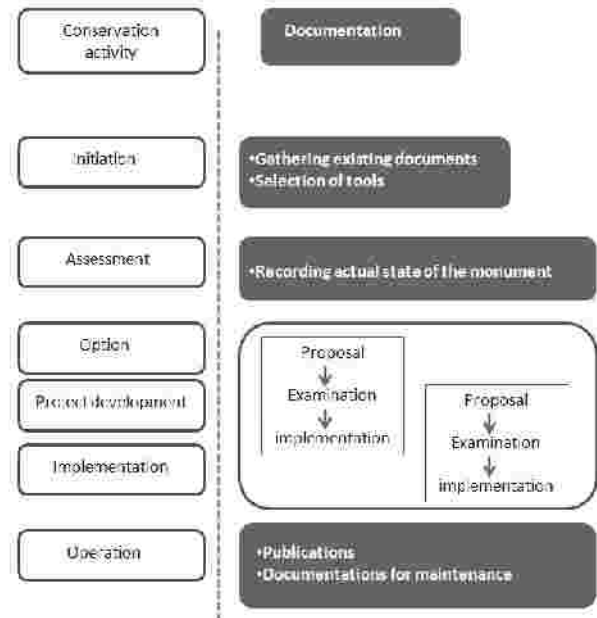 Conservation
activity
Documentation
Initiation
•Gathering existing documents
•Selection of tools
Assessment
•Recording actual state of the monument
Option
Project development
Implementation
Proposal
Examination
implementation
Proposal
Examination
implementation
Operation
•Publications
•Documentations for maintenance